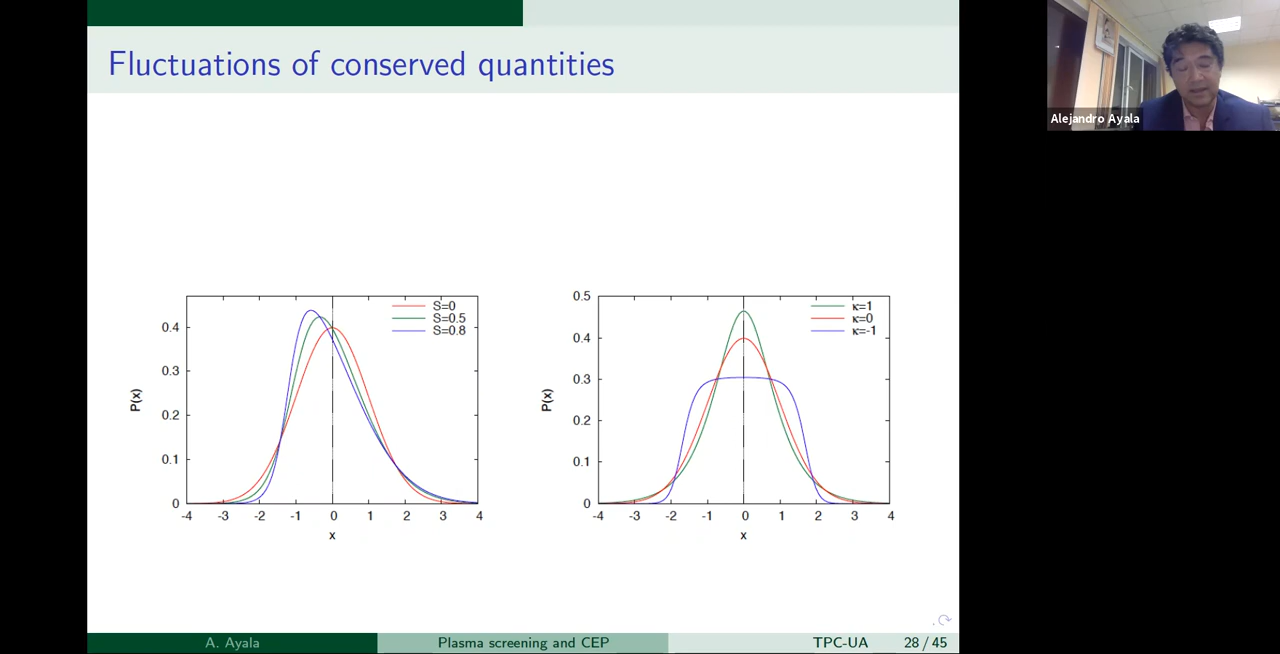 Fluctuations of conserved quantities
Alejandro Ayala
S=0
S=0.5
S=0.8
0.4
0.3
0.2
0.1
0
P(x)
-4 -3 -2 -1 0 1 2 3 4
x
κ=1
κ=0
κ=-1
0.5
0.4
0.3
0.2
0.1
0
P(x)
-4 -3 -2 -1 0 1 2 3 4
x
A. Ayala Plasma screening and CEP TPC-UA 28 / 45